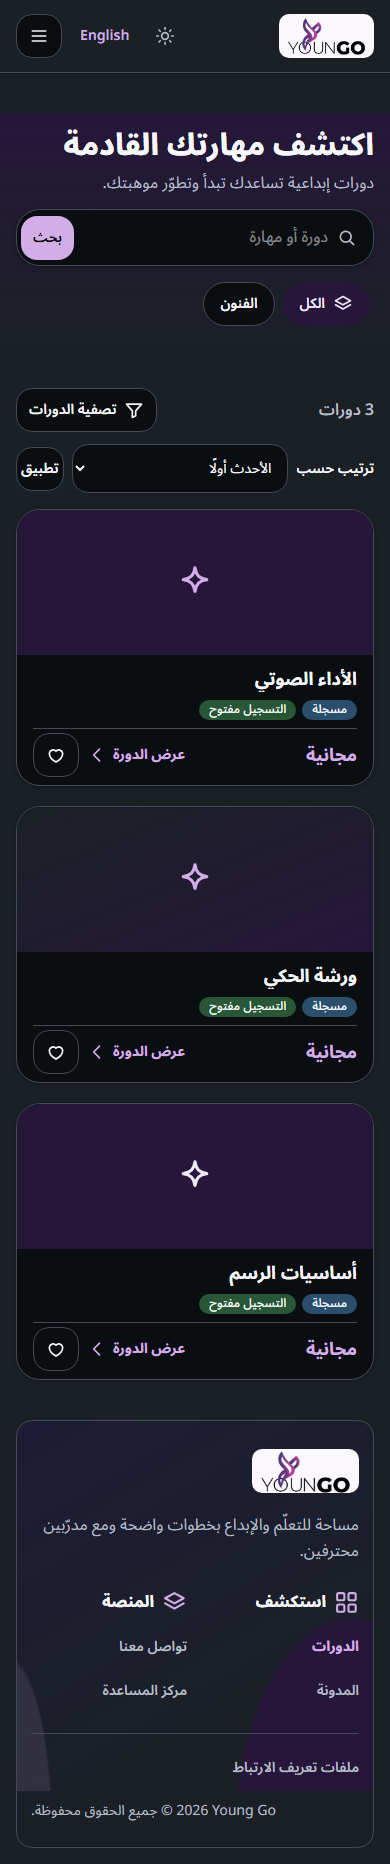 YOUNGO
English
اكتشف مهارتك القادمة
دورات إبداعية تساعدك تبدأ وتطوّر موهبتك.
دورة أو مهارة
بحث
الكل
الفنون
3 دورات
تصفية الدورات
ترتيب حسب
الأحدث أولًا
تطبيق
الأداء الصوتي
مسجلة
التسجيل مفتوح
مجانية
عرض الدورة
ورشة الحكي
مسجلة
التسجيل مفتوح
مجانية
عرض الدورة
أساسيات الرسم
مسجلة
التسجيل مفتوح
مجانية
عرض الدورة
YOUNGO
مساحة للتعلّم والإبداع بخطوات واضحة ومع مدرّبين
محترفين.
استكشف
الدورات
المدونة
المنصة
تواصل معنا
مركز المساعدة
ملفات تعريف الارتباط
Young Go 2026 © جميع الحقوق محفوظة.